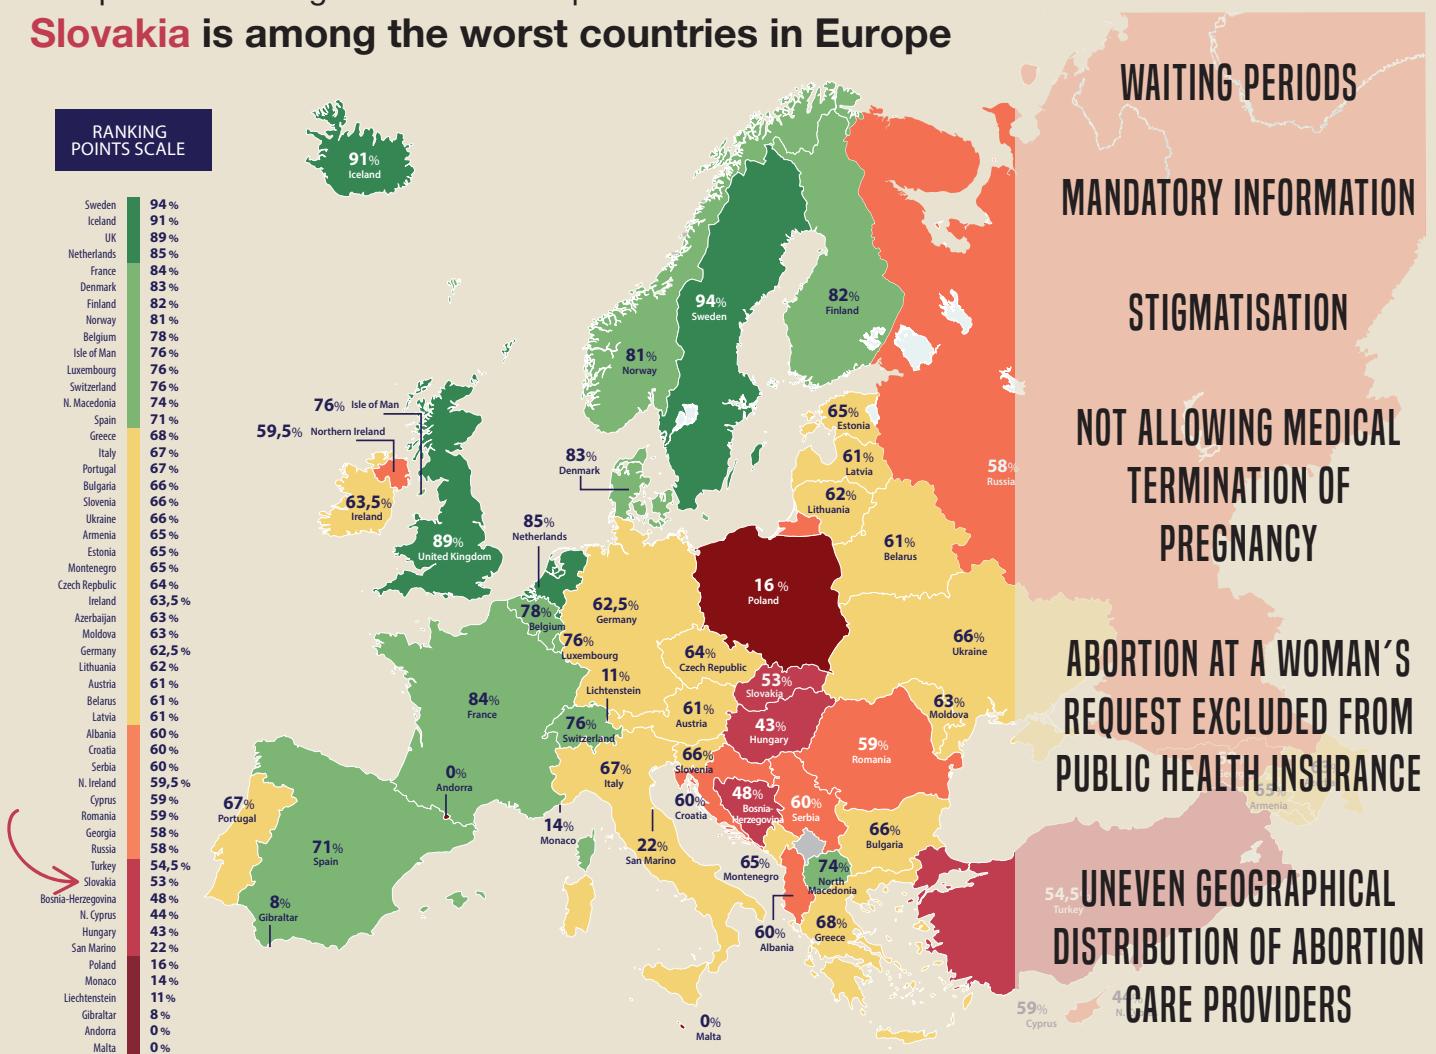 Slovakia is among the worst countries in Europe
RANKING
POINTS SCALE
Sweden 94 %
Iceland 91 %
UK 89 %
Netherlands 85 %
France 84 %
Denmark 83 %
Finland 82 %
Norway 81 %
Belgium 78 %
Isle of Man 76 %
Luxembourg 76 %
Switzerland 76 %
N. Macedonia 74 %
Spain 71 %
Greece 68 %
Italy 67 %
Portugal 67 %
Bulgaria 66 %
Slovenia 66 %
Ukraine 66 %
Armenia 65 %
Estonia 65 %
Montenegro 65 %
Czech Repbulic 64 %
Ireland 63,5 %
Azerbaijan 63 %
Moldova 63 %
Germany 62,5 %
Lithuania 62 %
Austria 61 %
Belarus 61 %
Latvia 61 %
Albania 60 %
Croatia 60 %
Serbia 60 %
N. Ireland 59,5 %
Cyprus 59 %
Romania 59 %
Georgia 58 %
Russia 58 %
Turkey 54,5 %
Slovakia 53 %
Bosnia-Herzegovina 48 %
N. Cyprus 44 %
Hungary 43 %
San Marino 22 %
Poland 16 %
Monaco 14 %
Liechtenstein 11 %
Gibraltar 8 %
Andorra 0 %
Malta 0 %
91%
Iceland
94%
Sweden
82%
Finland
81%
Norway
76% Isle of Man
59,5% Northern Ireland
63,5%
Ireland
89%
United Kingdom
83%
Denmark
85%
Netherlands
65%
Estonia
61%
Latvia
62%
Lithuania
58%
Russia
61%
Belarus
16 %
Poland
78%
Belgium
62,5%
Germany
76%
Luxembourg
11%
Lichtenstein
64%
Czech Republic
53%
Slovakia
66%
Ukraine
84%
France
76%
Switzerland
61%
Austria
43%
Hungary
63%
Moldova
59%
Romania
66%
Slovenia
67%
Italy
0%
Andorra
67%
Portugal
71%
Spain
8%
Gibraltar
14%
Monaco
22%
San Marino
60%
Croatia
48%
Bosnia-
Herzegovina
60%
Serbia
66%
Bulgaria
65%
Montenegro
74%
North
Macedonia
60%
Albania
68%
Greece
0%
Malta
65%
Armenia
54,5
Turkey
59%
Cyprus
WAITING PERIODS
MANDATORY INFORMATION
STIGMATISATION
NOT ALLOWING MEDICAL
TERMINATION OF
PREGNANCY
ABORTION AT A WOMAN´S
REQUEST EXCLUDED FROM
PUBLIC HEALTH INSURANCE
UNEVEN GEOGRAPHICAL
DISTRIBUTION OF ABORTION
CARE PROVIDERS